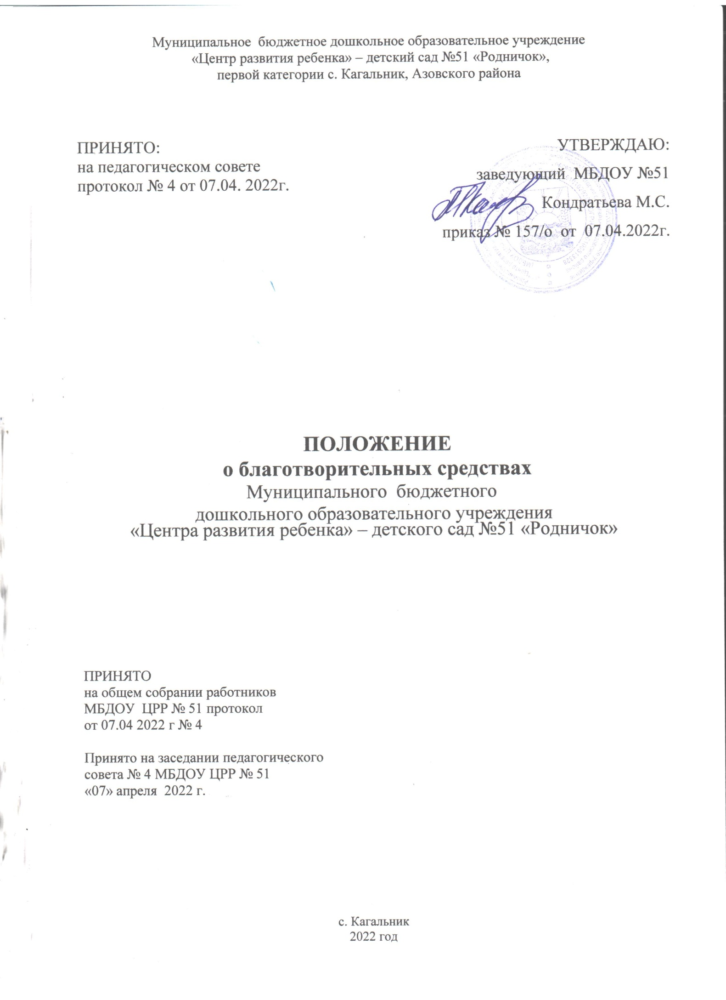 Муниципальное бюджетное дошкольное образовательное учреждение
«Центр развития ребенка» – детский сад №51 «Родничок»,
первой категории с. Кагальник, Азовского района
ПРИНЯТО:
на педагогическом совете
протокол № 4 от 07.04. 2022г.
УТВЕРЖДАЮ:
заведующий МБДОУ №51
Кондратьева М.С.
приказ № 157/о от 07.04.2022г.
ПОЛОЖЕНИЕ
о благотворительных средствах
Муниципального бюджетного
дошкольного образовательного учреждения
«Центра развития ребенка» – детского сад №51 «Родничок»
ПРИНЯТО
на общем собрании работников
МБДОУ ЦРР № 51 протокол
от 07.04 2022 г № 4
Принято на заседании педагогического
совета № 4 МБДОУ ЦРР № 51
«07» апреля 2022 г.
с. Кагальник
2022 год